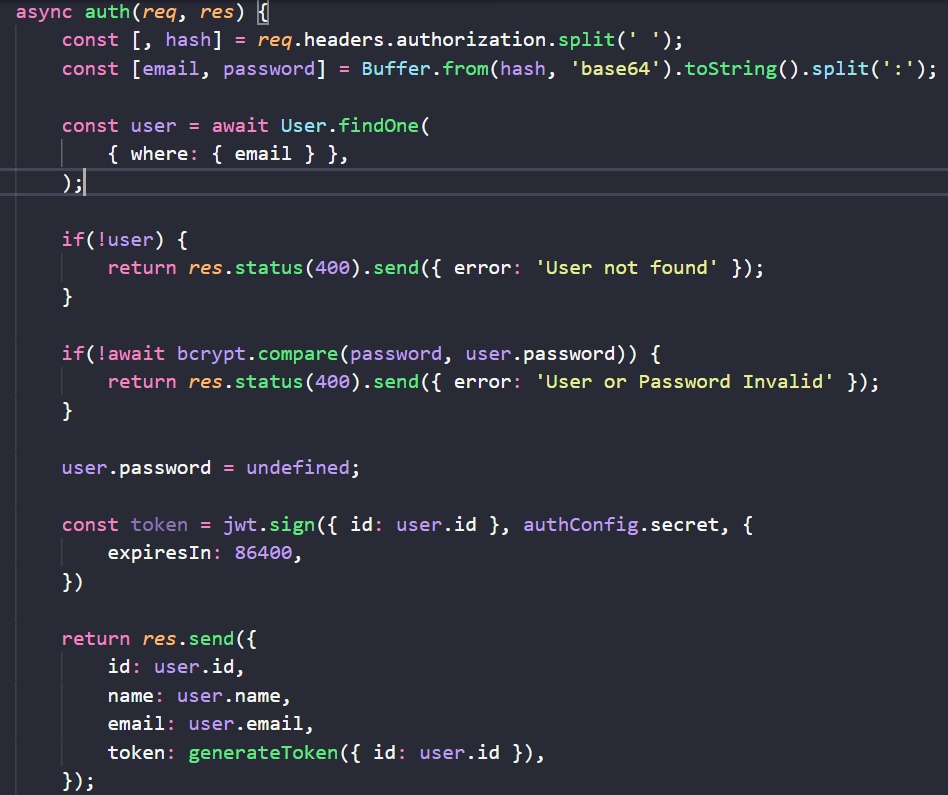 async auth(req, res) {
    const [, hash] = req.headers.authorization.split(' ');
    const [email, password] = Buffer.from(hash, 'base64').toString().split(':');

    const user = await User.findOne(
        { where: { email } },
    );

    if(!user) {
        return res.status(400).send({ error: 'User not found' });
    }

    if(!await bcrypt.compare(password, user.password)) {
        return res.status(400).send({ error: 'User or Password Invalid' });
    }

    user.password = undefined;

    const token = jwt.sign({ id: user.id }, authConfig.secret, {
        expiresIn: 86400,
    })

    return res.send({
        id: user.id,
        name: user.name,
        email: user.email,
        token: generateToken({ id: user.id }),
    });